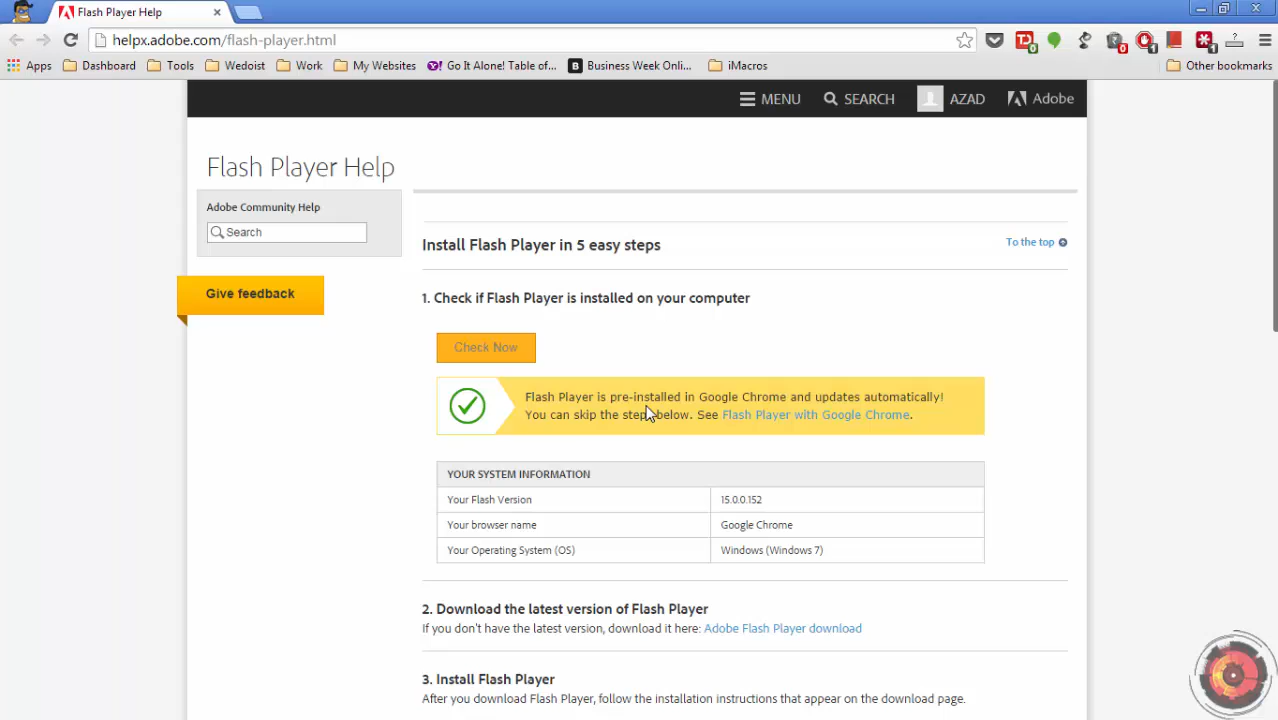 Flash Player Help
helpx.adobe.com/flash-player.html
Apps Dashboard Tools Wedoist Work My Websites Go It Alone! Table of... Business Week Onli... iMacros Other bookmarks
MENU SEARCH AZAD Adobe
Flash Player Help
Adobe Community Help
Search
Give feedback
Install Flash Player in 5 easy steps
To the top
1. Check if Flash Player is installed on your computer
Check Now
Flash Player is pre-installed in Google Chrome and updates automatically!
You can skip the steps below. See Flash Player with Google Chrome.
YOUR SYSTEM INFORMATION
Your Flash Version 15.0.0.152
Your browser name Google Chrome
Your Operating System (OS) Windows (Windows 7)
2. Download the latest version of Flash Player
If you don't have the latest version, download it here: Adobe Flash Player download
3. Install Flash Player
After you download Flash Player, follow the installation instructions that appear on the download page.